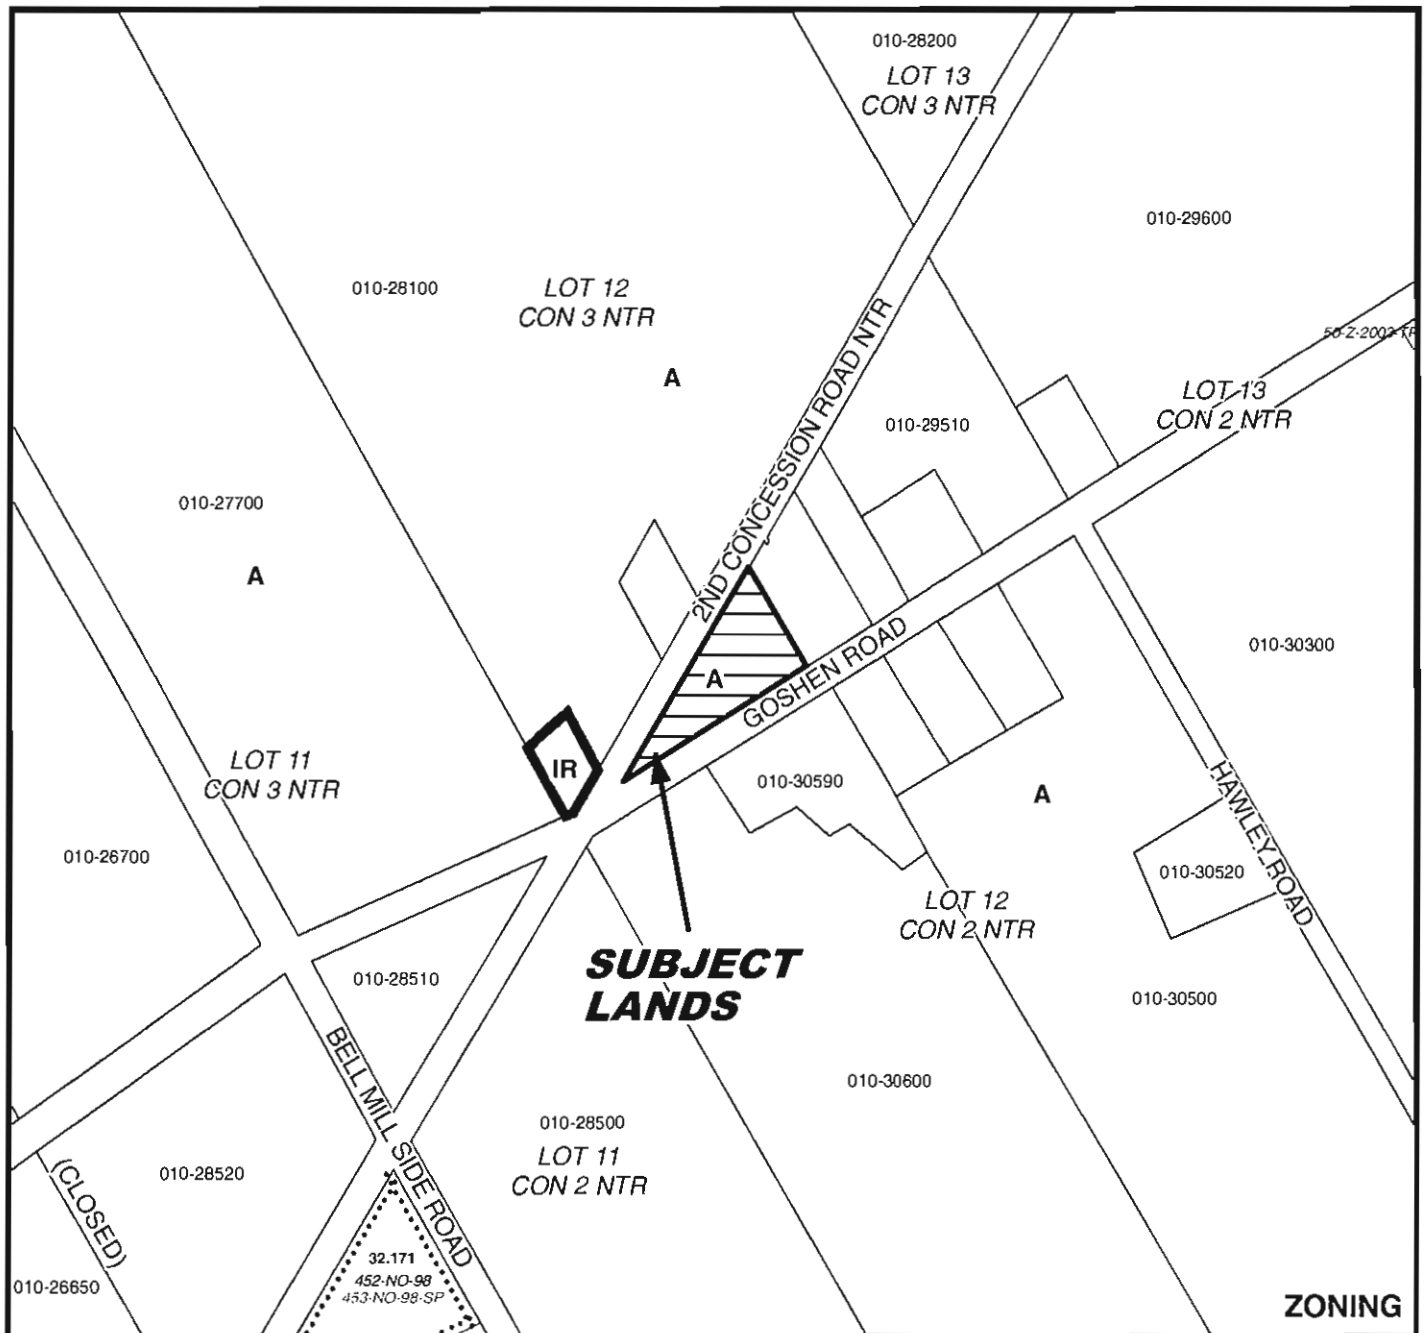 010-28200
LOT 13
CON 3 NTR
010-29600
010-28100
LOT 12
CON 3 NTR
2ND CONCESSION ROAD NTR
A
LOT 13
CON 2 NTR
010-29510
010-27700
A
GOSHEN ROAD
010-30300
A
LOT 11
CON 3 NTR
IR
010-30590
A
HAWLEY ROAD
010-26700
010-30520
LOT 12
CON 2 NTR
SUBJECT
LANDS
010-28510
010-30500
BELL MILL SIDE ROAD
010-30600
010-28500
LOT 11
CON 2 NTR
010-28520
(CLOSED)
32.171
452-NO-98
453-NO-98-SP
010-26650
ZONING